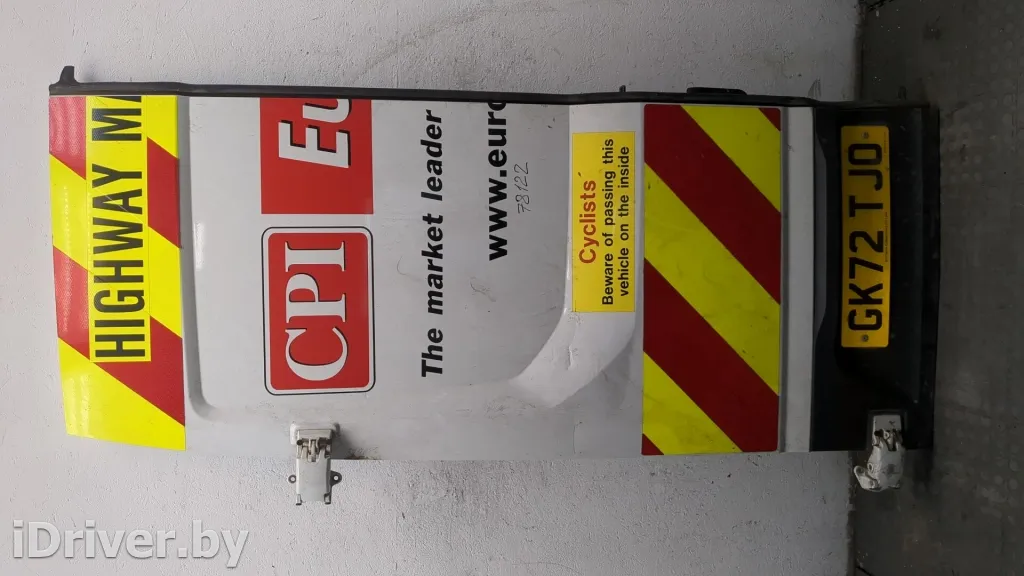 HIGHWAY MA
CPI Eu
The market leader
www.euro
78122
Cyclists
Beware of passing this
vehicle on the inside
GK72 TJO
iDriver.by